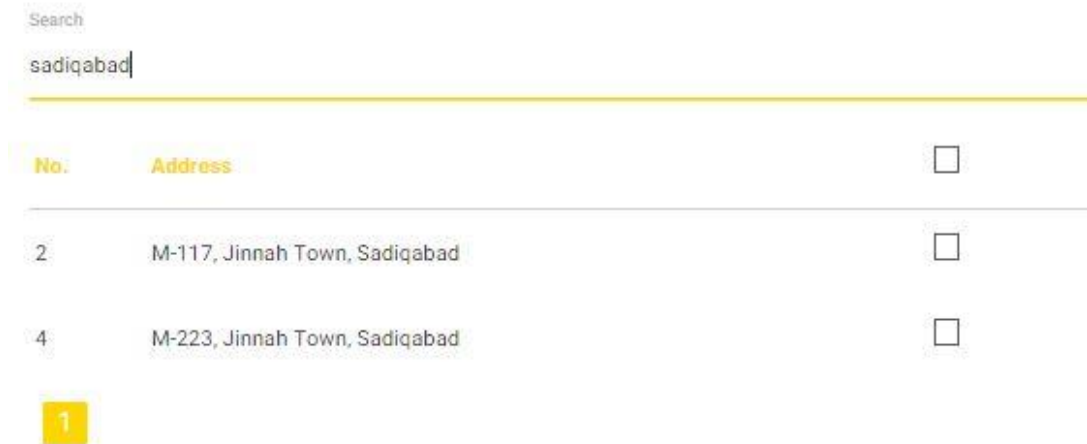 Search
sadiqabad
No. Address
2 M-117, Jinnah Town, Sadiqabad
4 M-223, Jinnah Town, Sadiqabad
1